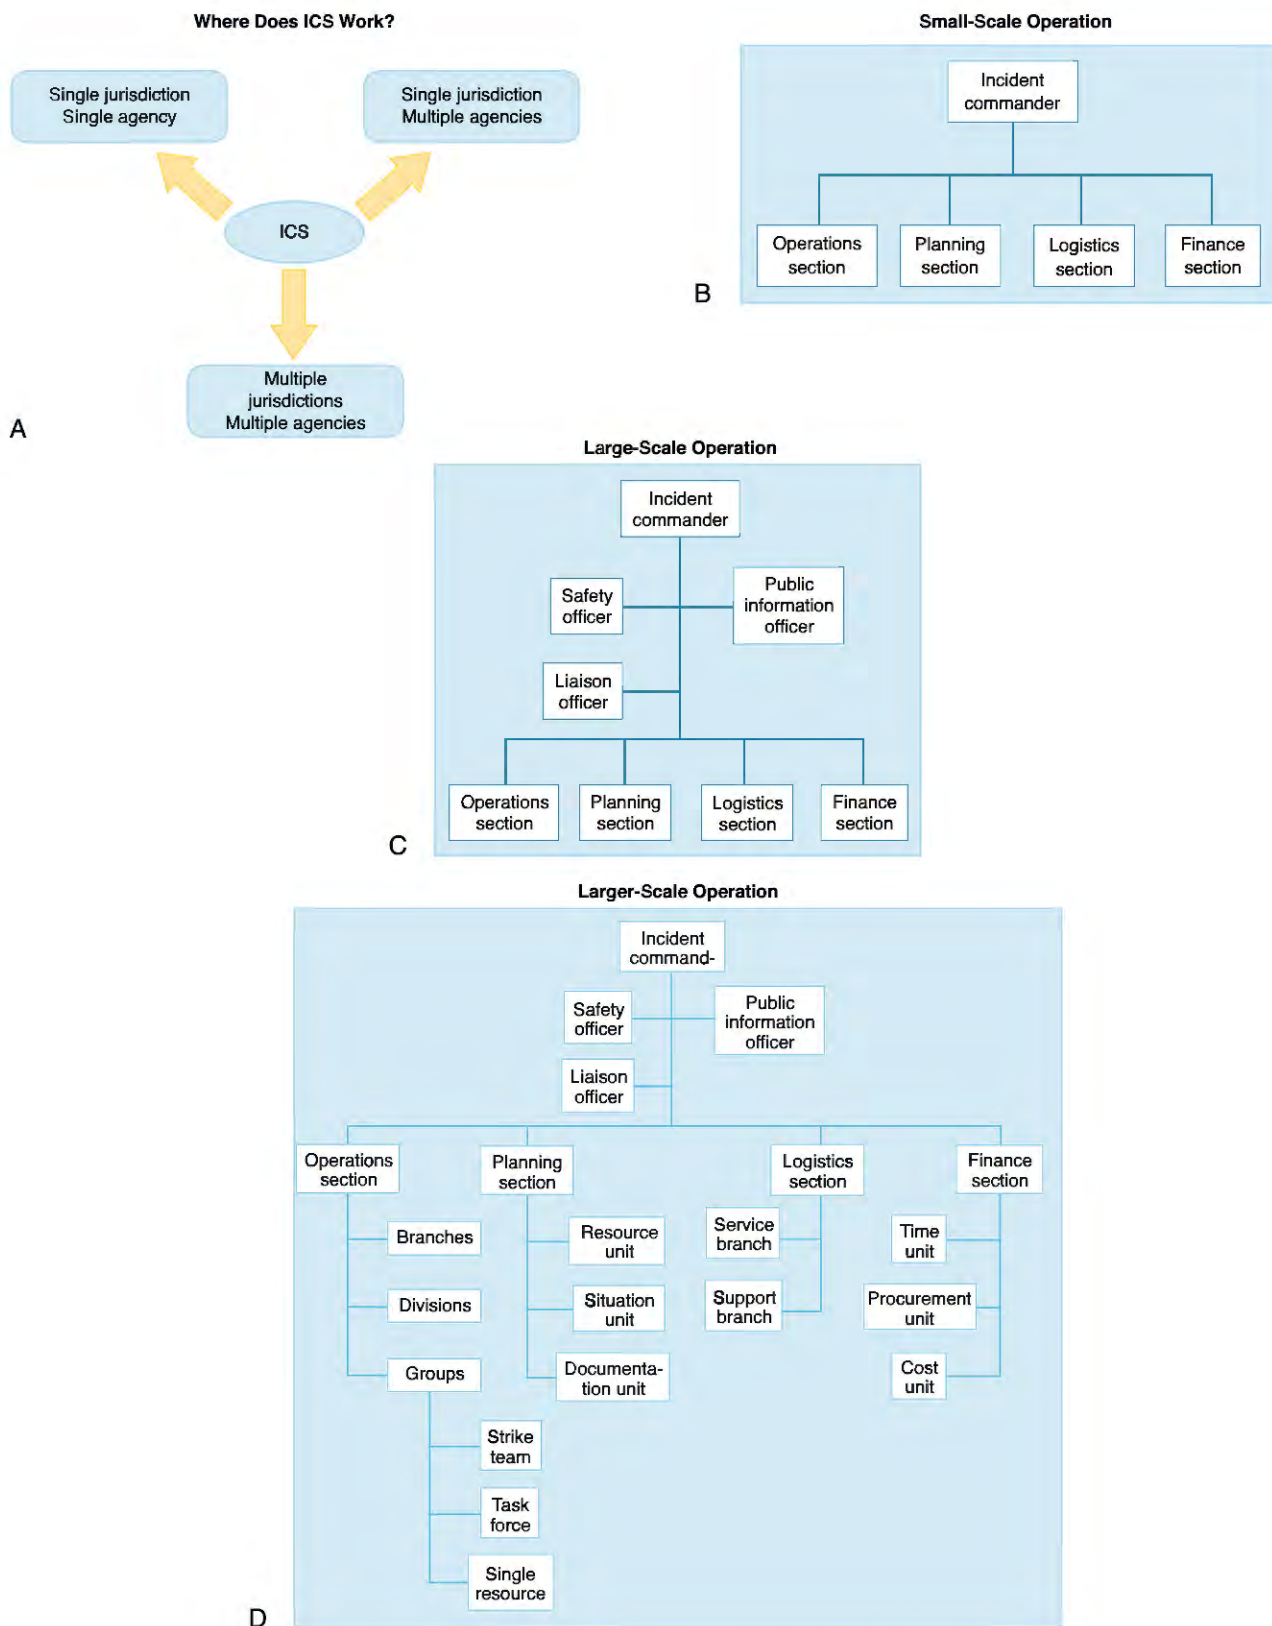 Where Does ICS Work?
Single jurisdiction
Single agency
Single jurisdiction
Multiple agencies
ICS
Multiple
jurisdictions
Multiple agencies
A
Small-Scale Operation
Incident
commander
Operations
section
Planning
section
Logistics
section
Finance
section
B
Large-Scale Operation
Incident
commander
Safety
officer
Public
information
officer
Liaison
officer
Operations
section
Planning
section
Logistics
section
Finance
section
C
Larger-Scale Operation
Incident
command-
Safety
officer
Public
information
officer
Liaison
officer
Operations
section
Planning
section
Logistics
section
Finance
section
Branches
Divisions
Groups
Strike
team
Task
force
Single
resource
Resource
unit
Situation
unit
Documenta-
tion unit
Service
branch
Support
branch
Time
unit
Procurement
unit
Cost
unit
D